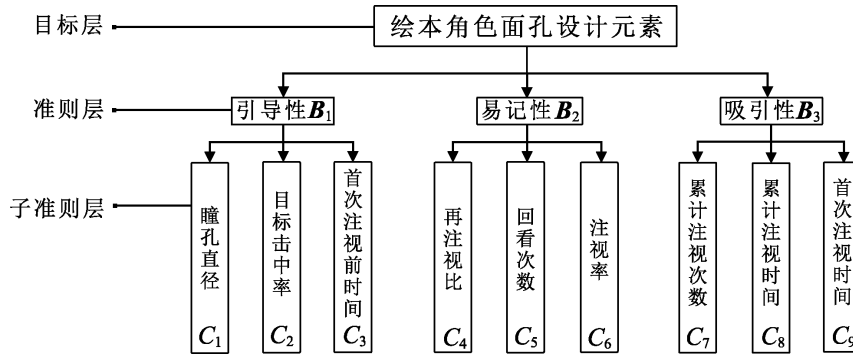 目标层
绘本角色面孔设计元素
准则层
引导性B₁
易记性B₂
吸引性B₃
子准则层
瞳孔直径 C₁
目标击中率 C₂
首次注视前时间 C₃
再注视比 C₄
回看次数 C₅
注视率 C₆
累计注视次数 C₇
累计注视时间 C₈
首次注视时间 C₉